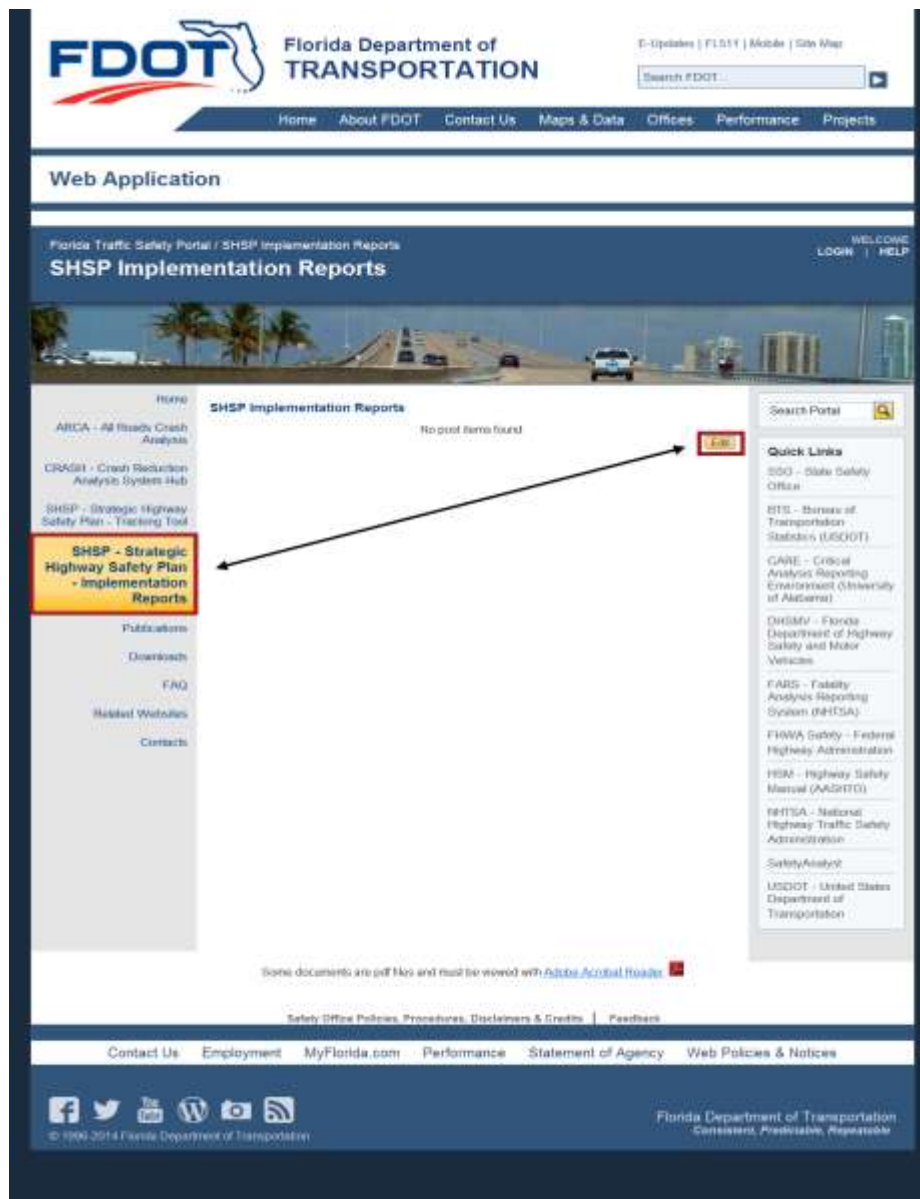 FDOT
Florida Department of
TRANSPORTATION
E-Updates | FL511 | Mobile | Site Map
Search FDOT...
Home About FDOT Contact Us Maps & Data Offices Performance Projects
Web Application
Florida Traffic Safety Portal / SHSP Implementation Reports
SHSP Implementation Reports
WELCOME
LOGIN | HELP
Home
ARCA - All Roads Crash
Analysis
CRASH - Crash Reduction
Analysis System Hub
SHSP - Strategic Highway
Safety Plan - Tracking Tool
SHSP - Strategic
Highway Safety Plan
- Implementation
Reports
Publications
Downloads
FAQ
Related Websites
Contacts
SHSP Implementation Reports
No post items found
Edit
Search Portal
Quick Links
SSO - State Safety
Office
BTS - Bureau of
Transportation
Statistics (USDOT)
CARE - Critical
Analysis Reporting
Environment (University
of Alabama)
DHSMV - Florida
Department of Highway
Safety and Motor
Vehicles
FARS - Fatality
Analysis Reporting
System (NHTSA)
FHWA Safety - Federal
Highway Administration
HSM - Highway Safety
Manual (AASHTO)
NHTSA - National
Highway Traffic Safety
Administration
SafetyAnalyst
USDOT - United States
Department of
Transportation
Some documents are pdf files and must be viewed with Adobe Acrobat Reader
Safety Office Policies, Procedures, Disclaimers & Credits | Feedback
Contact Us Employment MyFlorida.com Performance Statement of Agency Web Policies & Notices
© 1996-2014 Florida Department of Transportation
Florida Department of Transportation
Consistent, Predictable, Repeatable